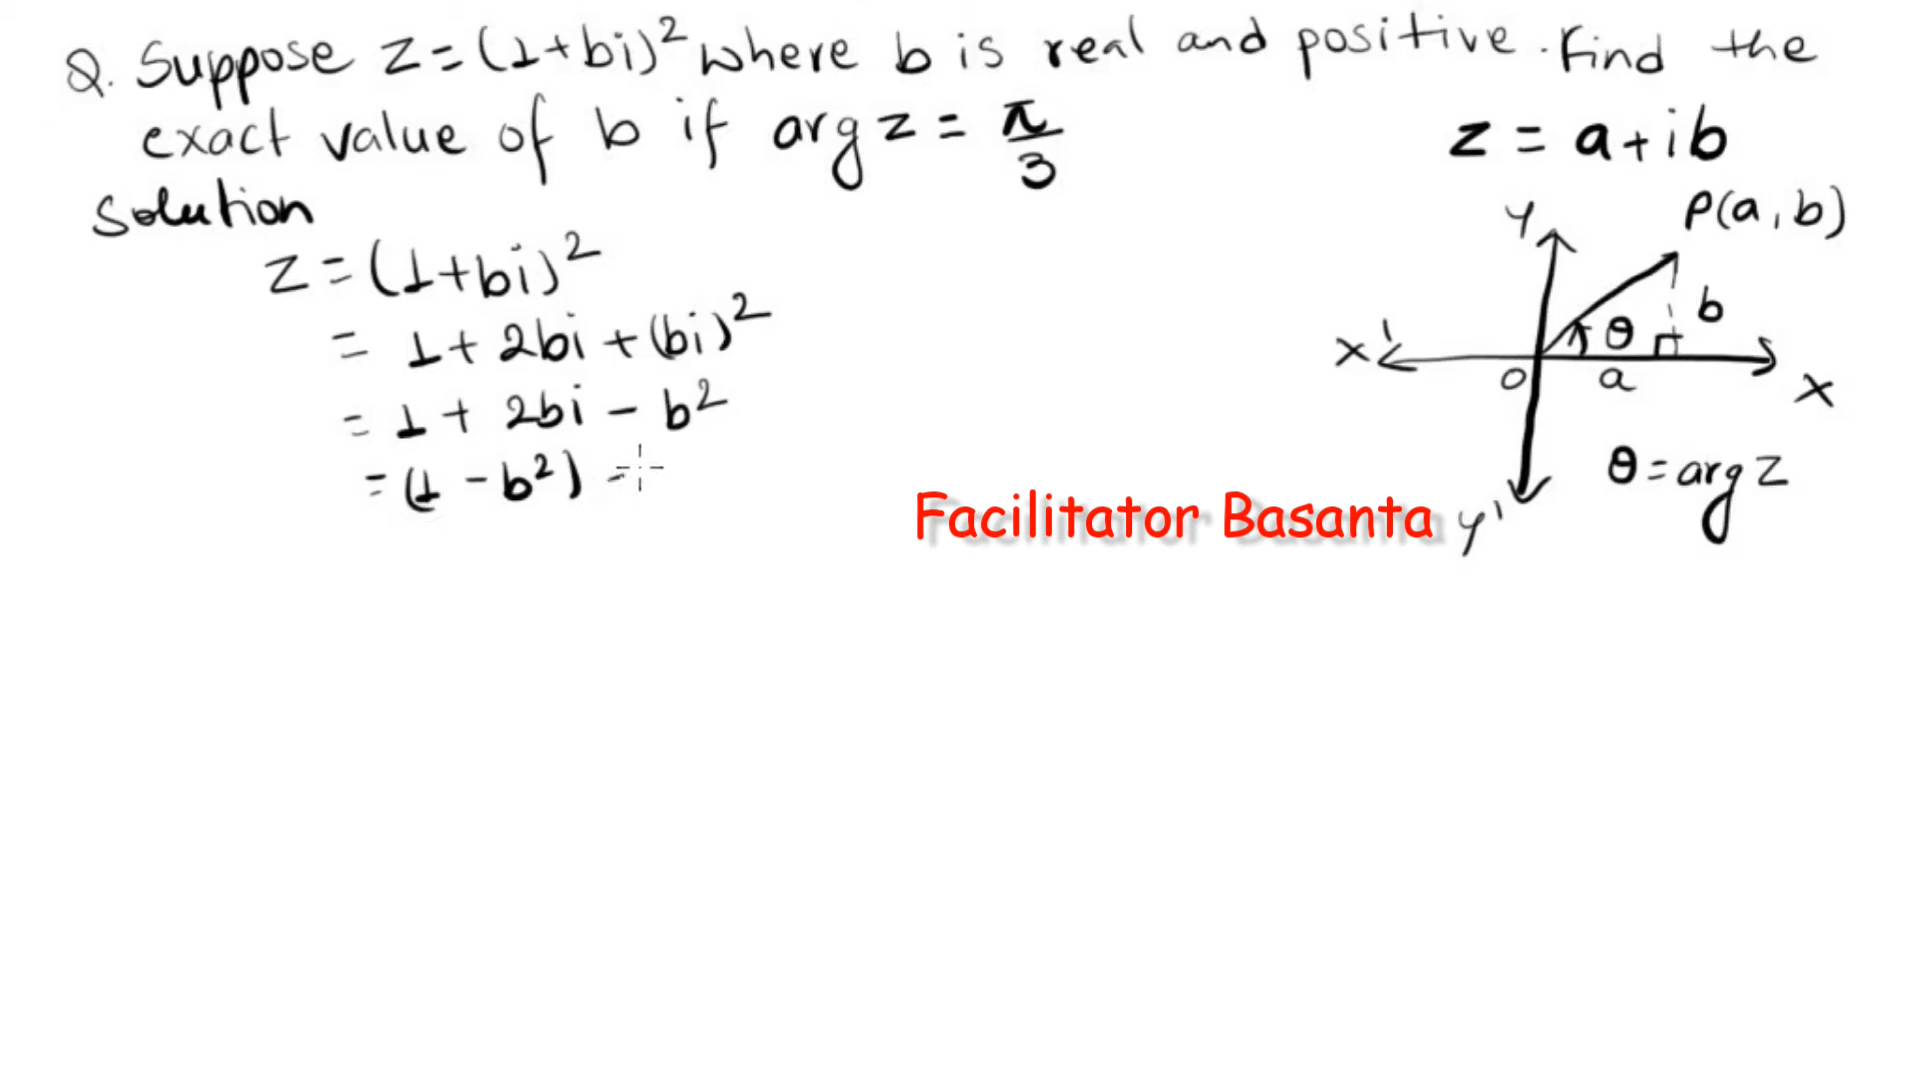 Q. Suppose z = (1+bi)² where b is real and positive. Find the
exact value of b if arg z = π/3
Solution
z = (1+bi)²
= 1 + 2bi + (bi)²
= 1 + 2bi - b²
= (1 - b²) -
z = a + ib
P(a, b)
Y
b
θ
X'
O
a
X
θ = arg z
Y'
Facilitator Basanta